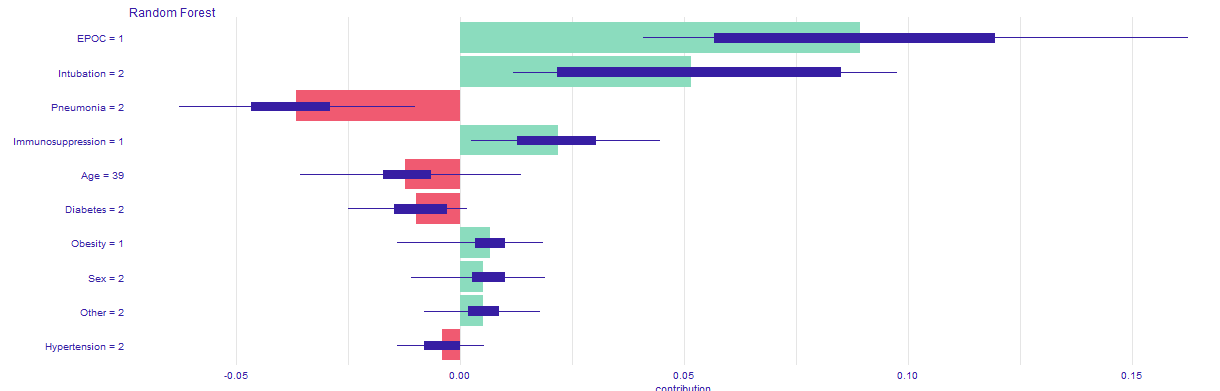 Random Forest
EPOC = 1
Intubation = 2
Pneumonia = 2
Immunosuppression = 1
Age = 39
Diabetes = 2
Obesity = 1
Sex = 2
Other = 2
Hypertension = 2
-0.05 0.00 0.05 0.10 0.15
contribution